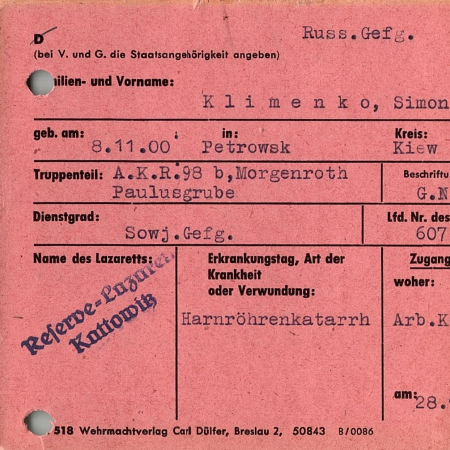 D
Russ.Gefg.
(bei V. und G. die Staatsangehörigkeit angeben)
ilien- und Vorname:
Klimenko, Simon
geb. am: in: Kreis:
8.11.00 Petrowsk Kiew
Truppenteil: A.K.R.98 b,Morgenroth Beschriftu
Paulusgrube G.N
Dienstgrad: Lfd. Nr. des
Sowj.Gefg. 607
Name des Lazaretts: Erkrankungstag, Art der Zugang
Krankheit woher:
oder Verwundung:
Reserve-Lazarett
Kattowitz
Harnröhrenkatarrh Arb.K
am: 28.
518 Wehrmachtverlag Carl Dülfer, Breslau 2, 50843 B/0086